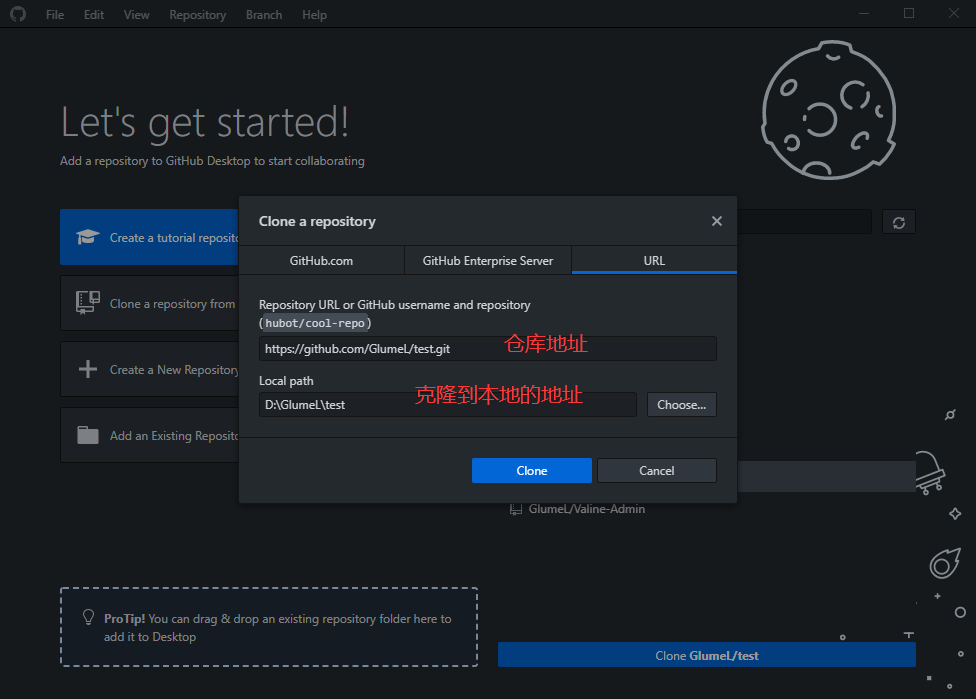 File Edit View Repository Branch Help
Let's get started!
Add a repository to GitHub Desktop to start collaborating
Create a tutorial reposito
Clone a repository from
Create a New Repository
Add an Existing Reposito
Clone a repository
GitHub.com GitHub Enterprise Server URL
Repository URL or GitHub username and repository
(hubot/cool-repo)
https://github.com/GlumeL/test.git 仓库地址
Local path
D:\GlumeL\test 克隆到本地的地址 Choose...
Clone Cancel
GlumeL/Valine-Admin
ProTip! You can drag & drop an existing repository folder here to
add it to Desktop
Clone GlumeL/test